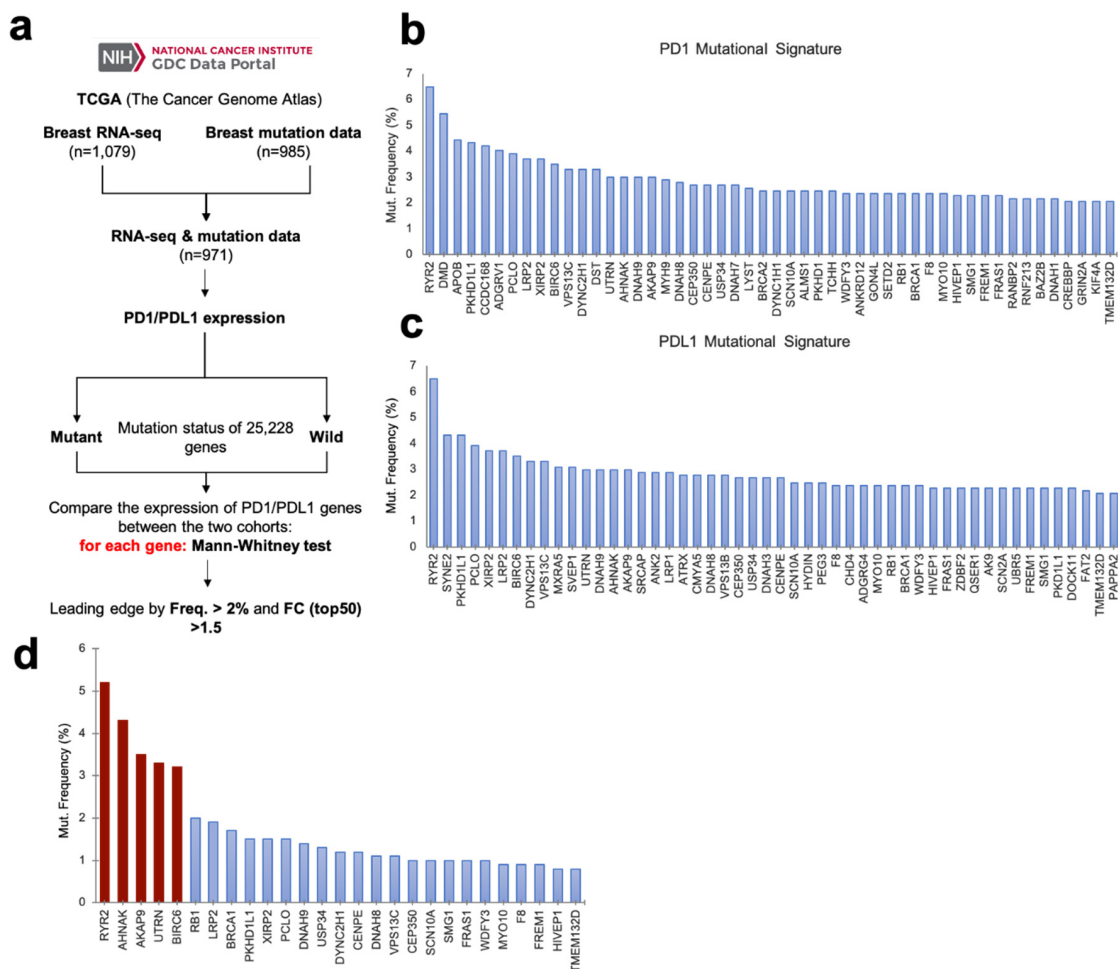 a
NIH NATIONAL CANCER INSTITUTE
GDC Data Portal
TCGA (The Cancer Genome Atlas)
Breast RNA-seq
(n=1,079)
Breast mutation data
(n=985)
RNA-seq & mutation data
(n=971)
PD1/PDL1 expression
Mutant
Mutation status of 25,228
genes
Wild
Compare the expression of PD1/PDL1 genes
between the two cohorts:
for each gene: Mann-Whitney test
Leading edge by Freq. > 2% and FC (top50)
>1.5
b
PD1 Mutational Signature
Mut. Frequency (%)
7
6
5
4
3
2
1
0
RYR2
DMD
APOB
PKHD1L1
CCDC168
ADGRV1
PCLO
LRP2
XIRP2
BIRC6
VPS13C
DYNC2H1
DST
UTRN
AHNAK
DNAH9
AKAP9
MYH9
DNAH8
CEP350
CENPE
USP34
DNAH7
LYST
BRCA2
DYNC1H1
SCN10A
ALMS1
PKHD1
TCHH
WDFY3
ANKRD12
GON4L
SETD2
RB1
BRCA1
F8
MYO10
HIVEP1
SMG1
FREM1
FRAS1
RANBP2
RNF213
BAZ2B
DNAH1
CREBBP
GRIN2A
KIF4A
TMEM132D
c
PDL1 Mutational Signature
Mut. Frequency (%)
7
6
5
4
3
2
1
0
RYR2
SYNE2
PKHD1L1
PCLO
XIRP2
LRP2
BIRC6
DYNC2H1
VPS13C
MXRA5
SVEP1
UTRN
DNAH9
AHNAK
AKAP9
SRCAP
ANK2
LRP1
ATRX
CMYA5
DNAH8
VPS13B
CEP350
USP34
DNAH3
CENPE
SCN10A
HYDIN
PEG3
F8
CHD4
ADGRG4
MYO10
RB1
BRCA1
WDFY3
HIVEP1
FRAS1
ZDBF2
QSER1
AK9
SCN2A
UBR5
FREM1
SMG1
PKD1L1
DOCK11
FAT2
TMEM132D
PAPPA2
d
Mut. Frequency (%)
6
5
4
3
2
1
0
RYR2
AHNAK
AKAP9
UTRN
BIRC6
RB1
LRP2
BRCA1
PKHD1L1
XIRP2
PCLO
DNAH9
USP34
DYNC2H1
CENPE
DNAH8
VPS13C
CEP350
SCN10A
SMG1
FRAS1
WDFY3
MYO10
F8
FREM1
HIVEP1
TMEM132D